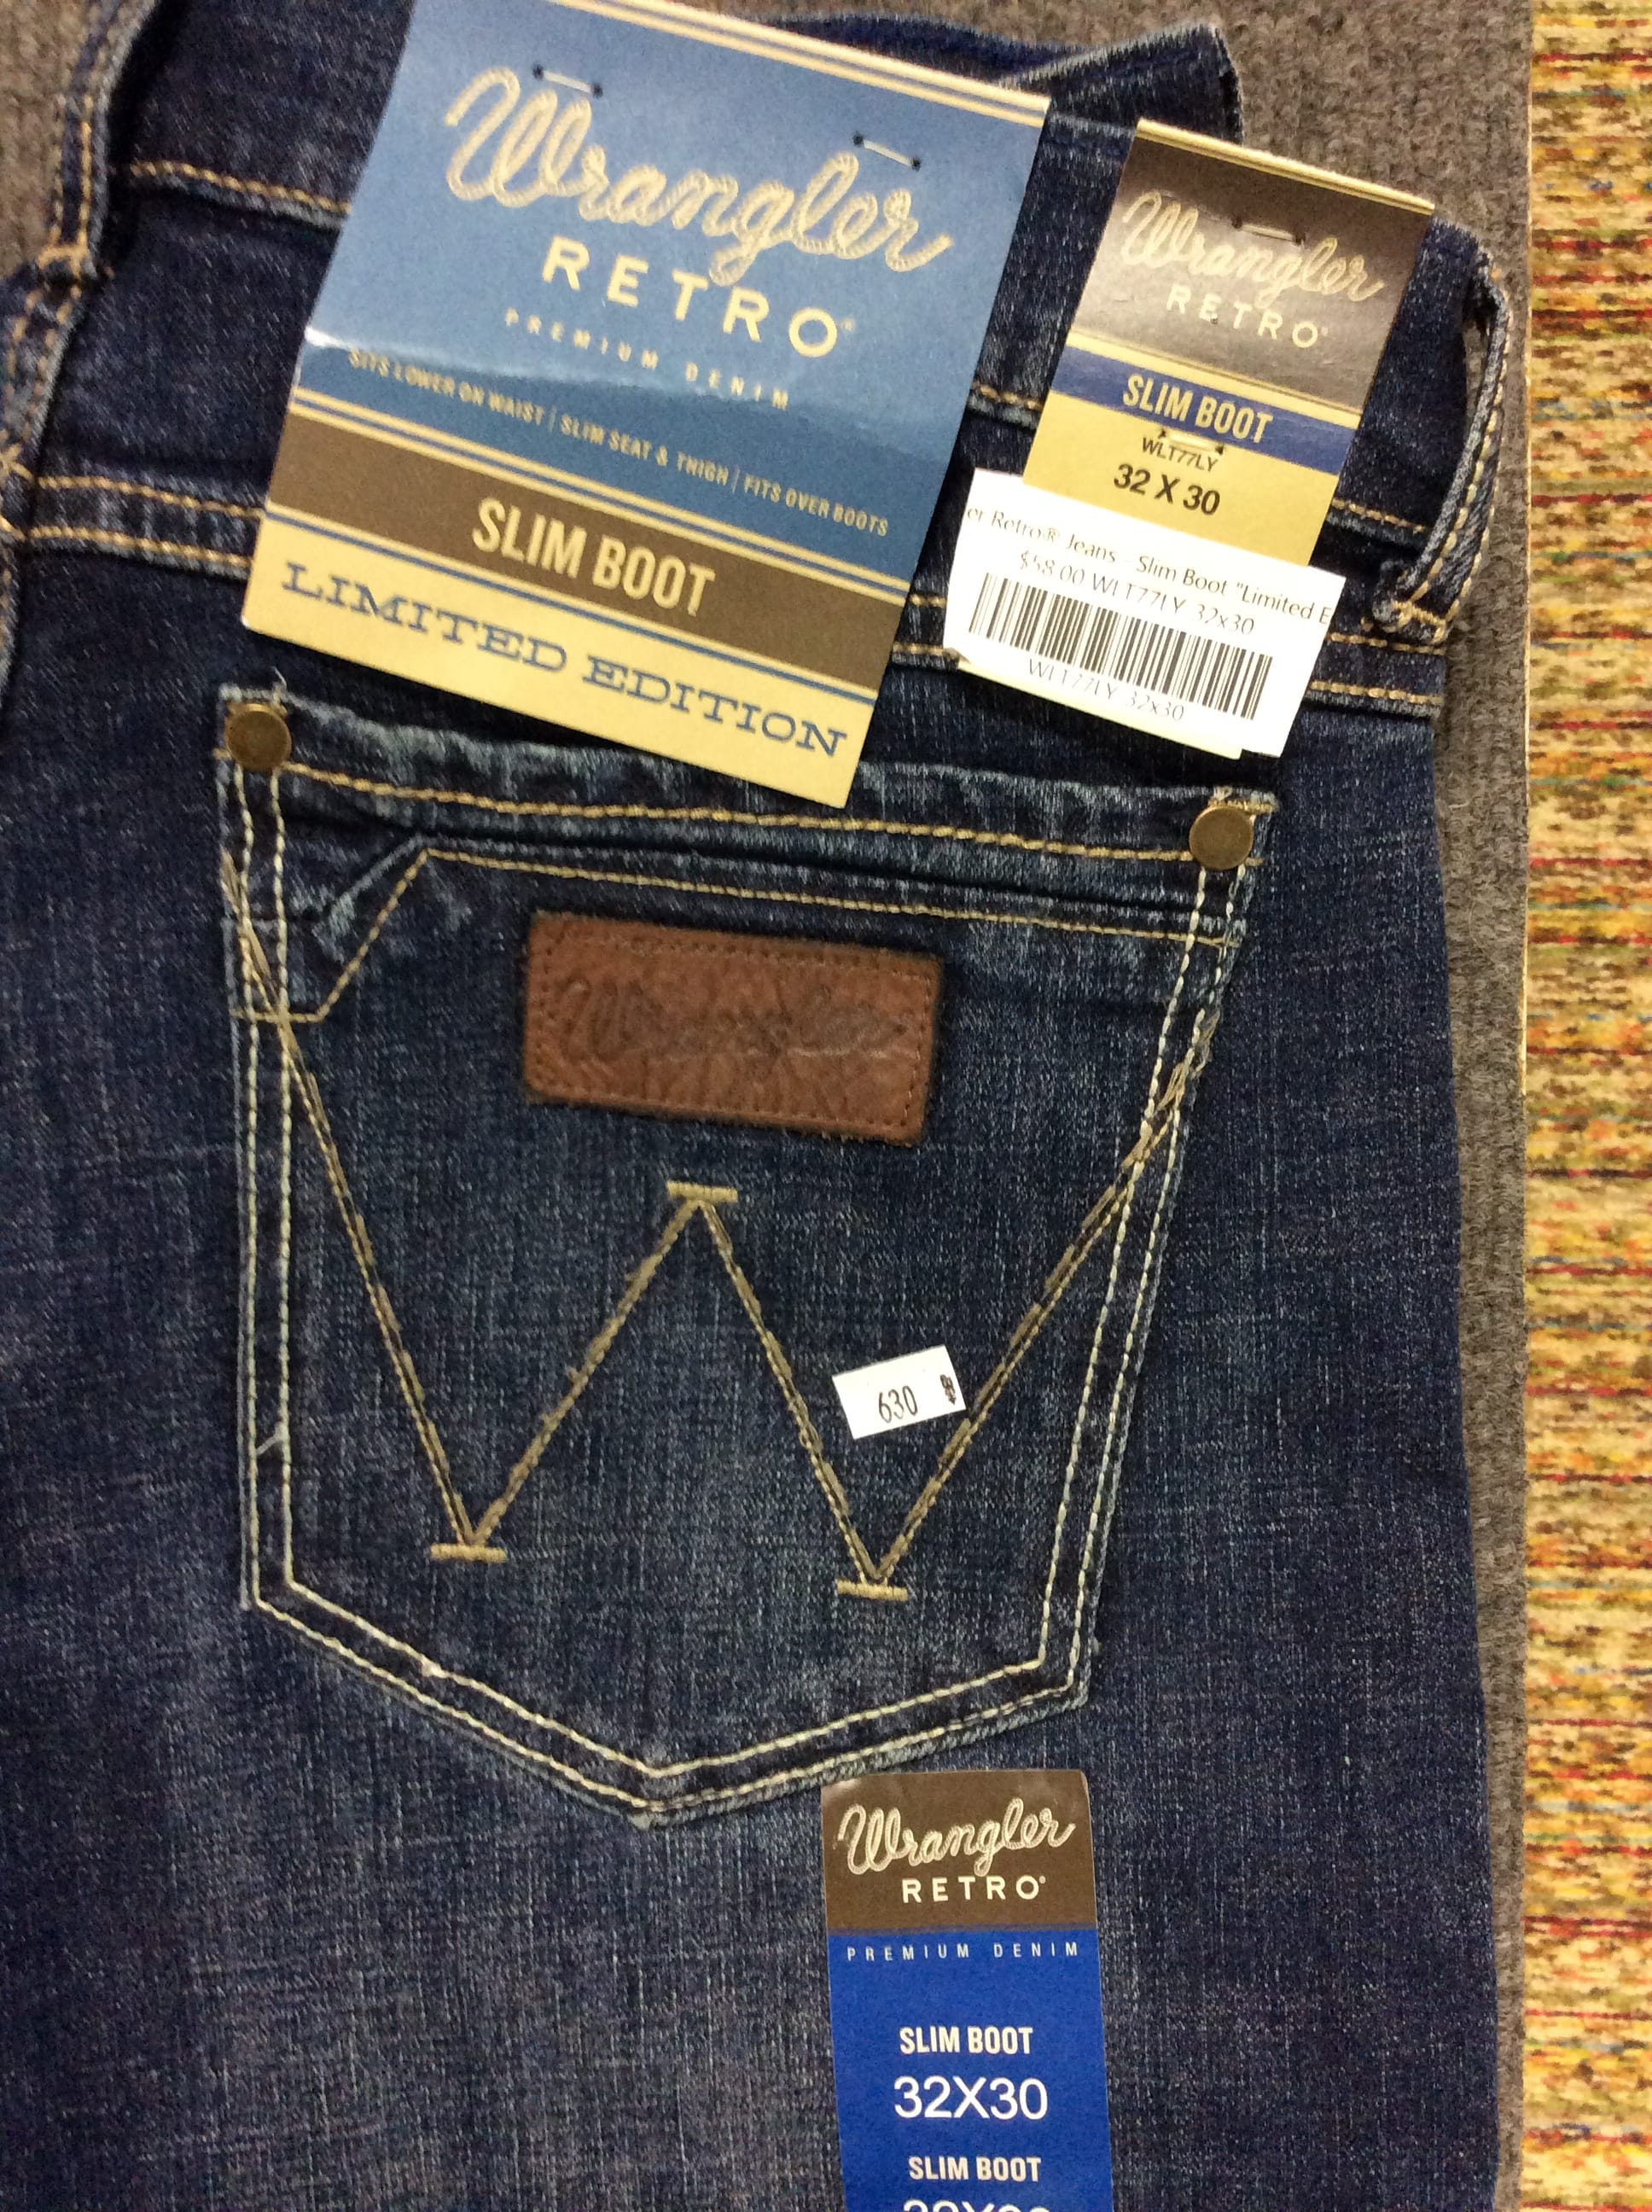 Wrangler
RETRO®
PREMIUM DENIM
SITS LOWER ON WAIST | SLIM SEAT & THIGH | FITS OVER BOOTS
SLIM BOOT
LIMITED EDITION
Wrangler
RETRO®
SLIM BOOT
WLT77LY
32 X 30
er Retro® Jeans - Slim Boot "Limited E
$58.00 WLT77LY 32x30
WLT77LY 32x30
Wrangler
630
Wrangler
RETRO®
PREMIUM DENIM
SLIM BOOT
32X30
SLIM BOOT